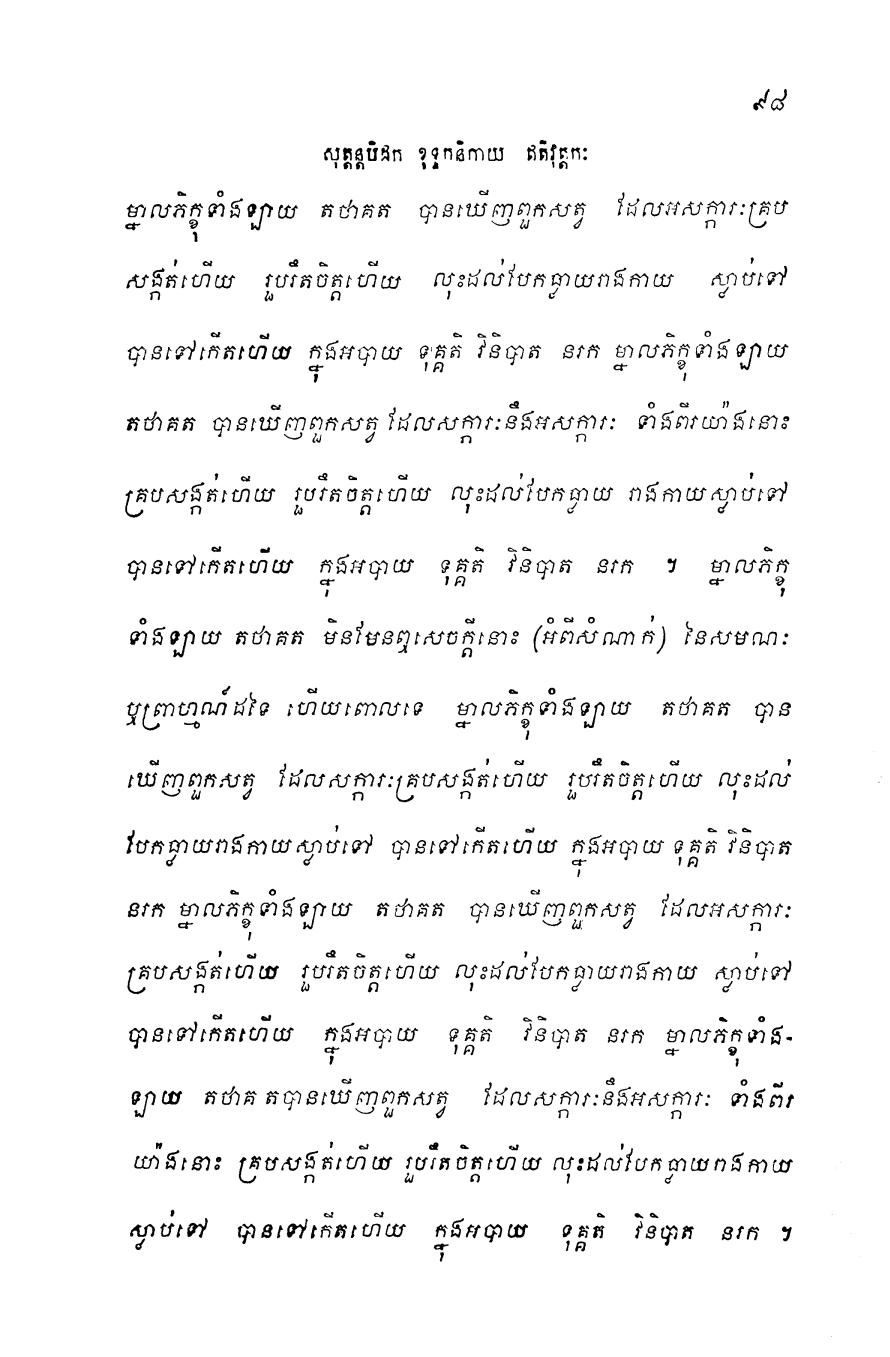 ៩៨
សុត្តន្តបិដក ខុទ្ទកនិកាយ ឥតិវុត្តកៈ
ម្នាលភិក្ខុទាំងឡាយ តថាគត បានឃើញពួកសត្វ ដែលអសក្ការៈគ្រប
សង្កត់ហើយ រួបរឹតចិត្តហើយ លុះដល់បែកធ្លាយរាងកាយ ស្លាប់ទៅ
បានទៅកើតហើយ ក្នុងអបាយ ទុគ្គតិ វិនិបាត នរក ម្នាលភិក្ខុទាំងឡាយ
តថាគត បានឃើញពួកសត្វ ដែលសក្ការៈនឹងអសក្ការៈ ទាំងពីរយ៉ាងនោះ
គ្របសង្កត់ហើយ រួបរឹតចិត្តហើយ លុះដល់បែកធ្លាយ រាងកាយស្លាប់ទៅ
បានទៅកើតហើយ ក្នុងអបាយ ទុគ្គតិ វិនិបាត នរក ។ ម្នាលភិក្ខុ
ទាំងឡាយ តថាគត មិនមែនឮសេចក្តីនោះ (អំពីសំណាក់) នៃសមណៈ
ឬព្រាហ្មណ៍ដទៃ ហើយពោលទេ ម្នាលភិក្ខុទាំងឡាយ តថាគត បាន
ឃើញពួកសត្វ ដែលសក្ការៈគ្របសង្កត់ហើយ រួបរឹតចិត្តហើយ លុះដល់
បែកធ្លាយរាងកាយស្លាប់ទៅ បានទៅកើតហើយ ក្នុងអបាយ ទុគ្គតិ វិនិបាត
នរក ម្នាលភិក្ខុទាំងឡាយ តថាគត បានឃើញពួកសត្វ ដែលអសក្ការៈ
គ្របសង្កត់ហើយ រួបរឹតចិត្តហើយ លុះដល់បែកធ្លាយរាងកាយ ស្លាប់ទៅ
បានទៅកើតហើយ ក្នុងអបាយ ទុគ្គតិ វិនិបាត នរក ម្នាលភិក្ខុទាំង-
ឡាយ តថាគ តបានឃើញពួកសត្វ ដែលសក្ការៈនឹងអសក្ការៈ ទាំងពីរ
យ៉ាងនោះ គ្របសង្កត់ហើយ រួបរឹតចិត្តហើយ លុះដល់បែកធ្លាយរាងកាយ
ស្លាប់ទៅ បានទៅកើតហើយ ក្នុងអបាយ ទុគ្គតិ វិនិបាត នរក ។